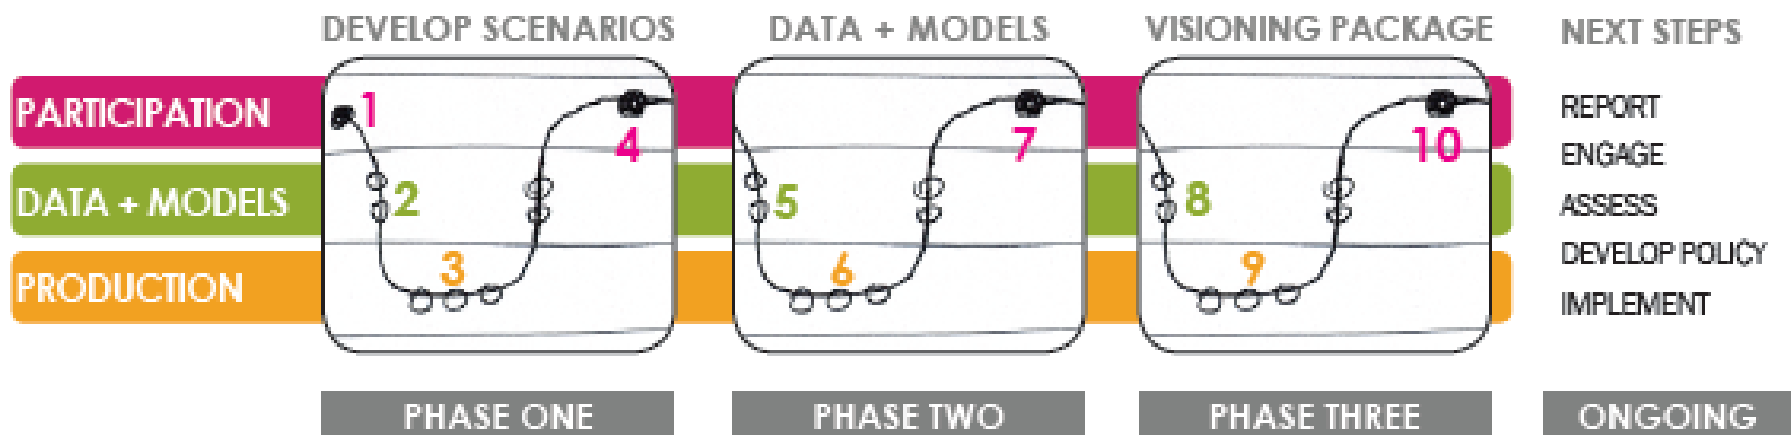 DEVELOP SCENARIOS
DATA + MODELS
VISIONING PACKAGE
NEXT STEPS
PARTICIPATION
1
4
7
10
REPORT
ENGAGE
DATA + MODELS
2
5
8
ASSESS
DEVELOP POLICY
PRODUCTION
3
6
9
IMPLEMENT
PHASE ONE
PHASE TWO
PHASE THREE
ONGOING